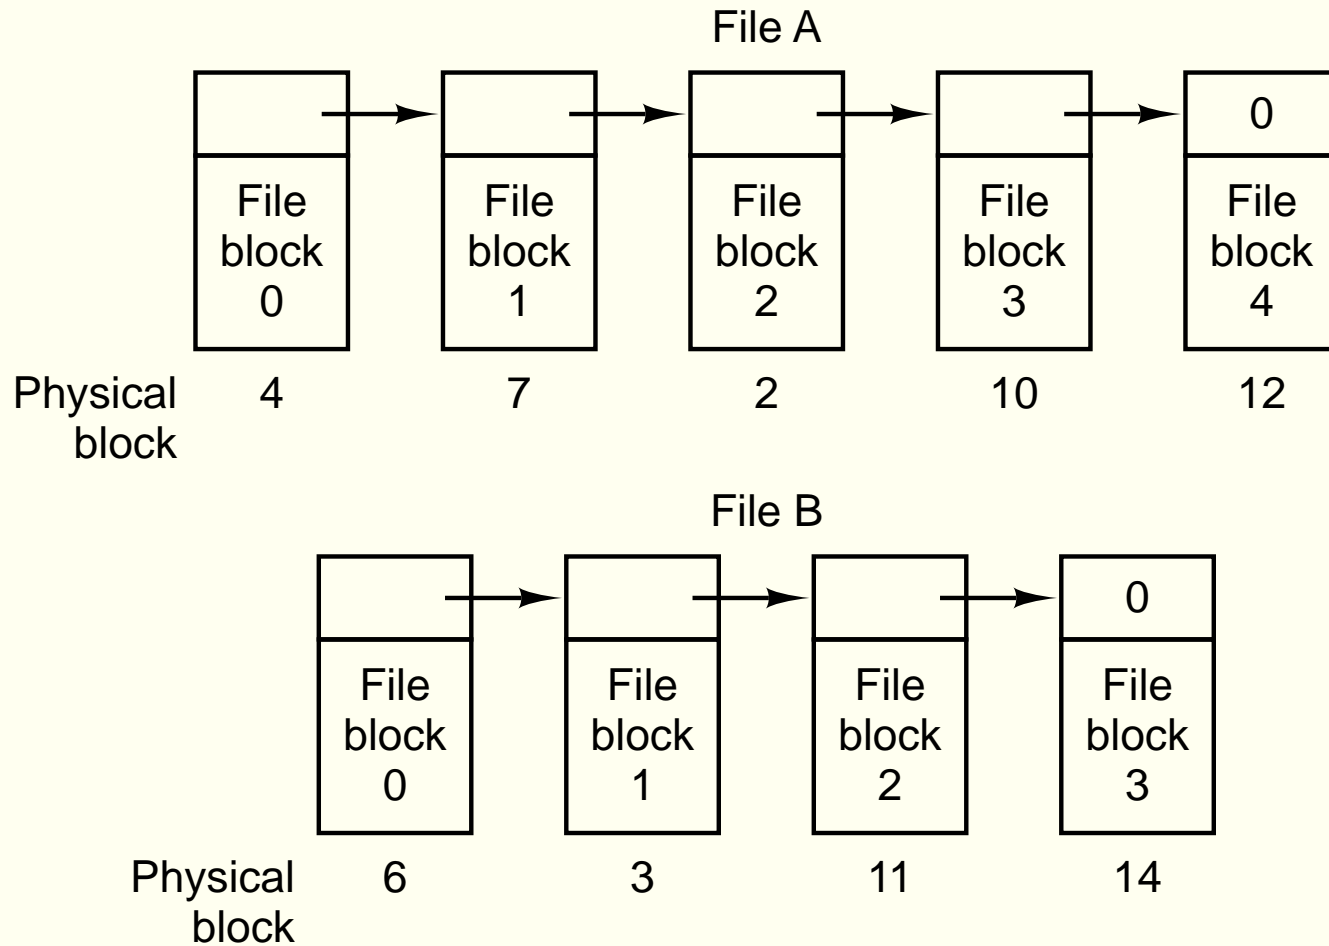 File A
0
File File File File File
block block block block block
0 1 2 3 4
Physical 4 7 2 10 12
block
File B
0
File File File File
block block block block
0 1 2 3
Physical 6 3 11 14
block